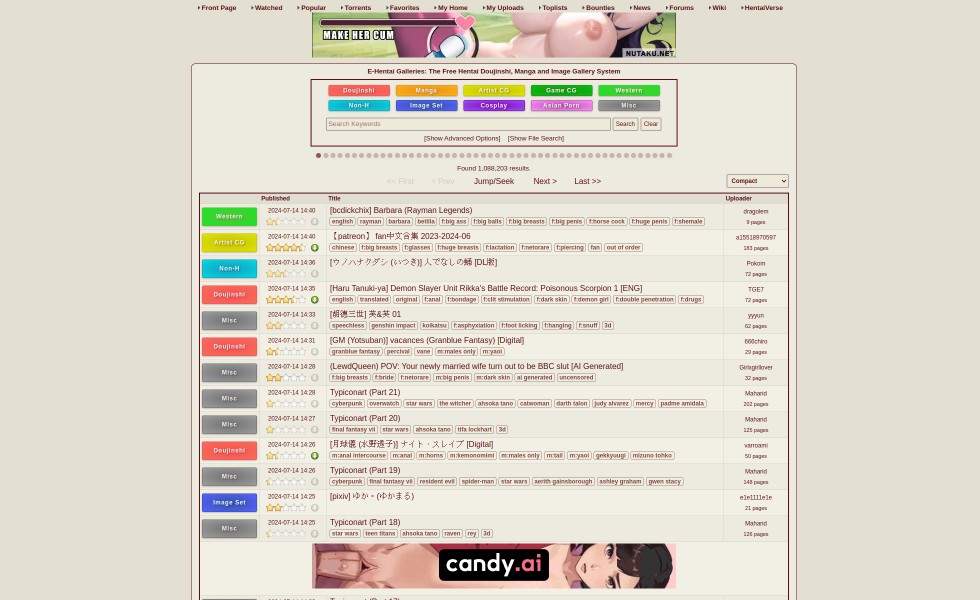 Front Page Watched Popular Torrents Favorites My Home My Uploads Toplists Bounties News Forums Wiki HentaiVerse
MAKE HER CUM
NUTAKU.NET
E-Hentai Galleries: The Free Hentai Doujinshi, Manga and Image Gallery System
Doujinshi Manga Artist CG Game CG Western
Non-H Image Set Cosplay Asian Porn Misc
Search Keywords Search Clear
[Show Advanced Options] [Show File Search]
Found 1,088,203 results.
<< First < Prev Jump/Seek Next > Last >> Compact
Published Title Uploader
Western 2024-07-14 14:40 [bcdickchix] Barbara (Rayman Legends) dragolem
english rayman barbara betilla f:big ass f:big balls f:big breasts f:big penis f:horse cock f:huge penis f:shemale 9 pages
Artist CG 2024-07-14 14:40 【patreon】 fan中文合集 2023-2024-06 a15518970597
chinese f:big breasts f:glasses f:huge breasts f:lactation f:netorare f:piercing fan out of order 183 pages
Non-H 2024-07-14 14:36 [ウノハナクダシ (いつき)] 人でなしの蛹 [DL版] Pokom
72 pages
Doujinshi 2024-07-14 14:35 [Haru Tanuki-ya] Demon Slayer Unit Rikka's Battle Record: Poisonous Scorpion 1 [ENG] TGE7
english translated original f:anal f:bondage f:clit stimulation f:dark skin f:demon girl f:double penetration f:drugs 72 pages
Misc 2024-07-14 14:33 [胡德三世] 英&英 01 yyyun
speechless genshin impact koikatsu f:asphyxiation f:foot licking f:hanging f:snuff 3d 62 pages
Doujinshi 2024-07-14 14:31 [GM (Yotsuban)] vacances (Granblue Fantasy) [Digital] 666chiro
granblue fantasy percival vane m:males only m:yaoi 29 pages
Misc 2024-07-14 14:28 (LewdQueen) POV: Your newly married wife turn out to be BBC slut [AI Generated] Girlxgirllover
f:big breasts f:bride f:netorare m:big penis m:dark skin ai generated uncensored 32 pages
Misc 2024-07-14 14:28 Typiconart (Part 21) Maharid
cyberpunk overwatch star wars the witcher ahsoka tano catwoman darth talon judy alvarez mercy padme amidala 202 pages
Misc 2024-07-14 14:27 Typiconart (Part 20) Maharid
final fantasy vii star wars ahsoka tano tifa lockhart 3d 125 pages
Doujinshi 2024-07-14 14:26 [月球儀 (水野透子)] ナイト・スレイブ [Digital] varroami
m:anal intercourse m:anal m:horns m:kemonomimi m:males only m:tail m:yaoi gekkyuugi mizuno tohko 50 pages
Misc 2024-07-14 14:26 Typiconart (Part 19) Maharid
cyberpunk final fantasy vii resident evil spider-man star wars aerith gainsborough ashley graham gwen stacy 148 pages
Image Set 2024-07-14 14:25 [pixiv] ゆか・(ゆかまる) e1e1111e1e
21 pages
Misc 2024-07-14 14:25 Typiconart (Part 18) Maharid
star wars teen titans ahsoka tano raven rey 3d 126 pages
candy.ai